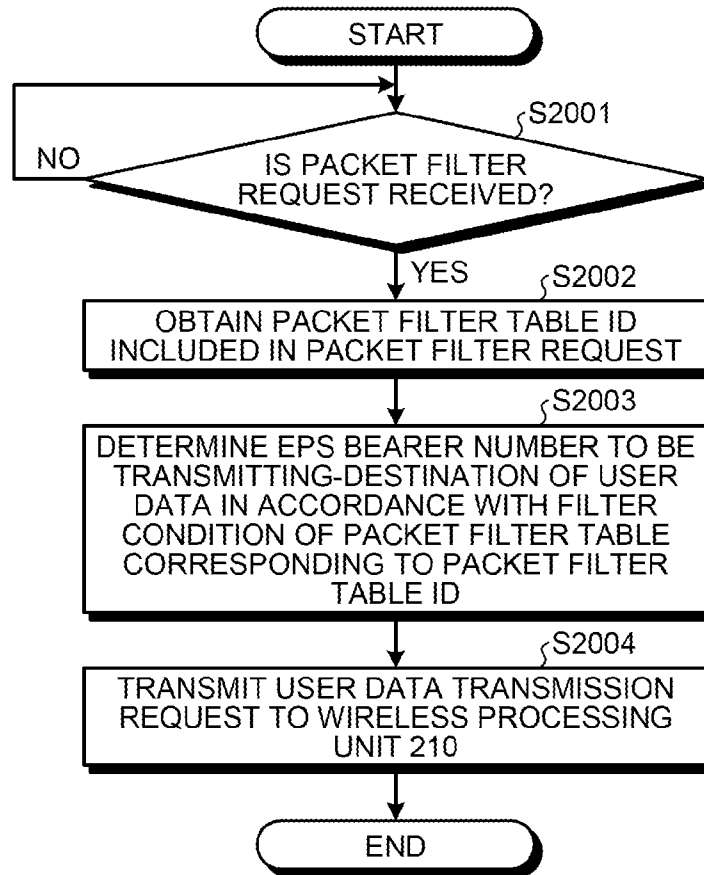 START
S2001
NO
IS PACKET FILTER
REQUEST RECEIVED?
YES
S2002
OBTAIN PACKET FILTER TABLE ID
INCLUDED IN PACKET FILTER REQUEST
S2003
DETERMINE EPS BEARER NUMBER TO BE
TRANSMITTING-DESTINATION OF USER
DATA IN ACCORDANCE WITH FILTER
CONDITION OF PACKET FILTER TABLE
CORRESPONDING TO PACKET FILTER
TABLE ID
S2004
TRANSMIT USER DATA TRANSMISSION
REQUEST TO WIRELESS PROCESSING
UNIT 210
END